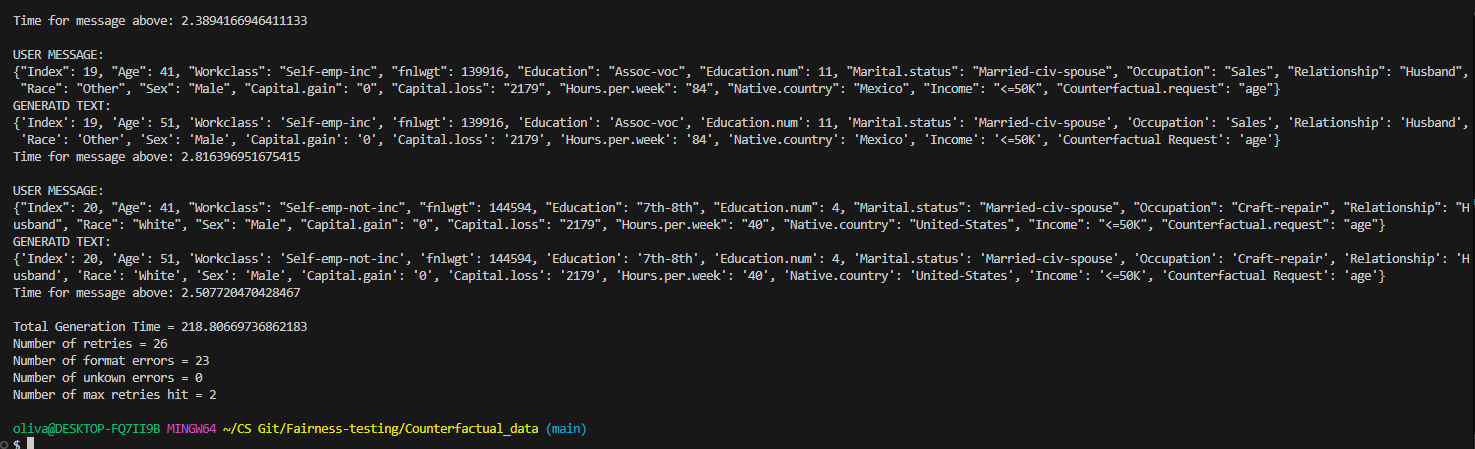 Time for message above: 2.3894166946411133
USER MESSAGE:
{"Index": 19, "Age": 41, "Workclass": "Self-emp-inc", "fnlwgt": 139916, "Education": "Assoc-voc", "Education.num": 11, "Marital.status": "Married-civ-spouse", "Occupation": "Sales", "Relationship": "Husband",
"Race": "Other", "Sex": "Male", "Capital.gain": "0", "Capital.loss": "2179", "Hours.per.week": "84", "Native.country": "Mexico", "Income": "<=50K", "Counterfactual.request": "age"}
GENERATD TEXT:
{'Index': 19, 'Age': 51, 'Workclass': 'Self-emp-inc', 'fnlwgt': 139916, 'Education': 'Assoc-voc', 'Education.num': 11, 'Marital.status': 'Married-civ-spouse', 'Occupation': 'Sales', 'Relationship': 'Husband',
'Race': 'Other', 'Sex': 'Male', 'Capital.gain': '0', 'Capital.loss': '2179', 'Hours.per.week': '84', 'Native.country': 'Mexico', 'Income': '<=50K', 'Counterfactual Request': 'age'}
Time for message above: 2.816396951675415
USER MESSAGE:
{"Index": 20, "Age": 41, "Workclass": "Self-emp-not-inc", "fnlwgt": 144594, "Education": "7th-8th", "Education.num": 4, "Marital.status": "Married-civ-spouse", "Occupation": "Craft-repair", "Relationship": "H
usband", "Race": "White", "Sex": "Male", "Capital.gain": "0", "Capital.loss": "2179", "Hours.per.week": "40", "Native.country": "United-States", "Income": "<=50K", "Counterfactual.request": "age"}
GENERATD TEXT:
{'Index': 20, 'Age': 51, 'Workclass': 'Self-emp-not-inc', 'fnlwgt': 144594, 'Education': '7th-8th', 'Education.num': 4, 'Marital.status': 'Married-civ-spouse', 'Occupation': 'Craft-repair', 'Relationship': 'H
usband', 'Race': 'White', 'Sex': 'Male', 'Capital.gain': '0', 'Capital.loss': '2179', 'Hours.per.week': '40', 'Native.country': 'United-States', 'Income': '<=50K', 'Counterfactual Request': 'age'}
Time for message above: 2.507720470428467
Total Generation Time = 218.80669736862183
Number of retries = 26
Number of format errors = 23
Number of unkown errors = 0
Number of max retries hit = 2
oliva@DESKTOP-FQ7II9B MINGW64 ~/CS Git/Fairness-testing/Counterfactual_data (main)
$